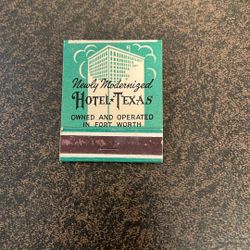 Newly Modernized
HOTEL TEXAS
OWNED AND OPERATED
IN FORT WORTH